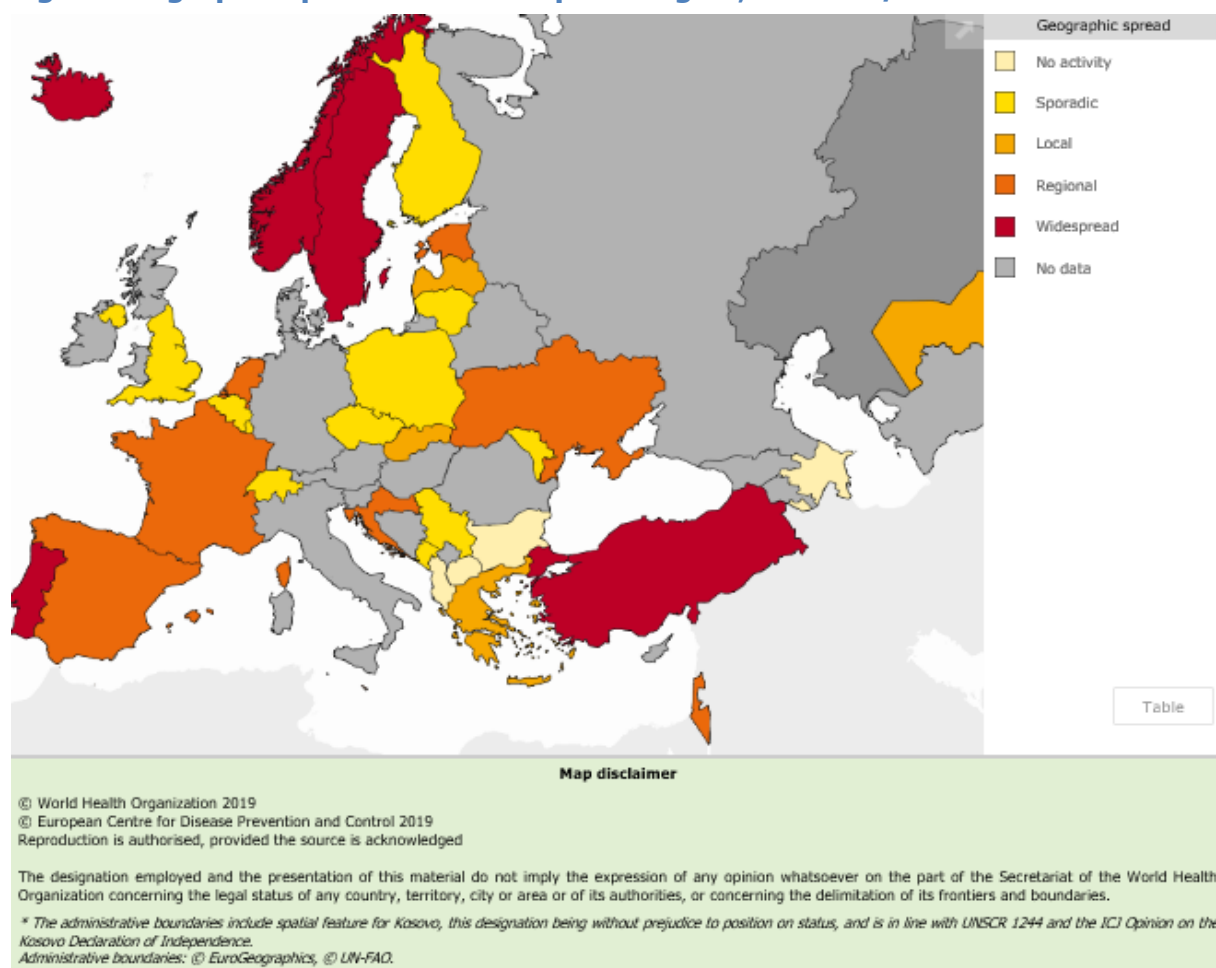 Geographic spread
No activity
Sporadic
Local
Regional
Widespread
No data
Table
Map disclaimer
© World Health Organization 2019
© European Centre for Disease Prevention and Control 2019
Reproduction is authorised, provided the source is acknowledged
The designation employed and the presentation of this material do not imply the expression of any opinion whatsoever on the part of the Secretariat of the World Health
Organization concerning the legal status of any country, territory, city or area or of its authorities, or concerning the delimitation of its frontiers and boundaries.
* The administrative boundaries include spatial feature for Kosovo, this designation being without prejudice to position on status, and is in line with UNSCR 1244 and the ICJ Opinion on the
Kosovo Declaration of Independence.
Administrative boundaries: © EuroGeographics, © UN-FAO.